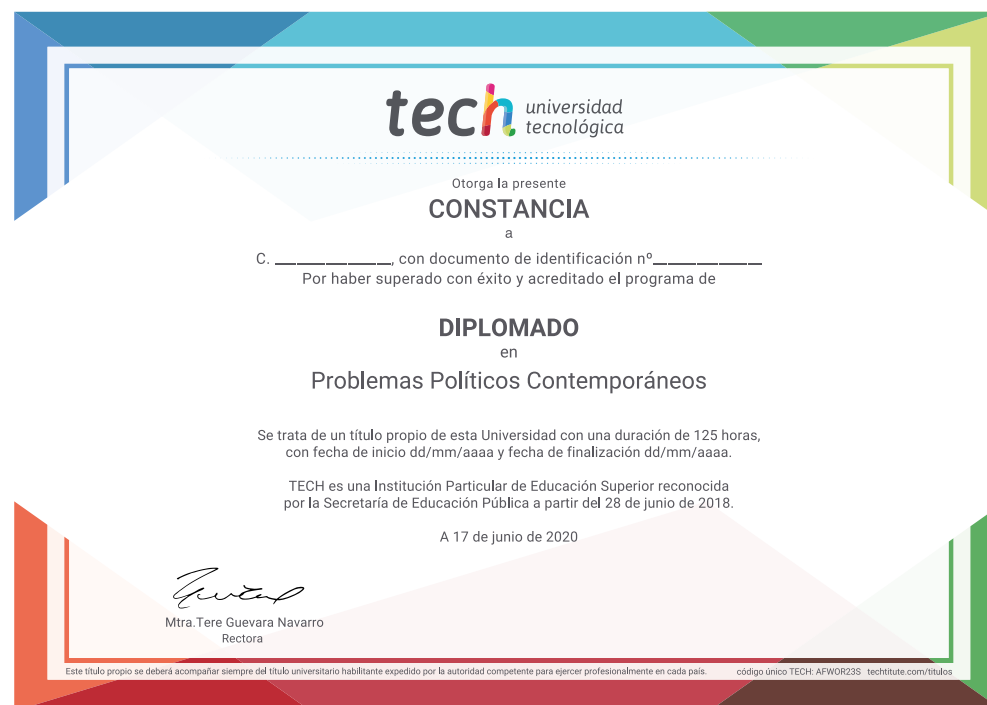 tech universidad
tecnológica
Otorga la presente
CONSTANCIA
a
C. ______________, con documento de identificación nº_____________
Por haber superado con éxito y acreditado el programa de
DIPLOMADO
en
Problemas Políticos Contemporáneos
Se trata de un título propio de esta Universidad con una duración de 125 horas,
con fecha de inicio dd/mm/aaaa y fecha de finalización dd/mm/aaaa.
TECH es una Institución Particular de Educación Superior reconocida
por la Secretaría de Educación Pública a partir del 28 de junio de 2018.
A 17 de junio de 2020
Mtra.Tere Guevara Navarro
Rectora
Este título propio se deberá acompañar siempre del título universitario habilitante expedido por la autoridad competente para ejercer profesionalmente en cada país. código único TECH: AFWOR23S techtitute.com/titulos